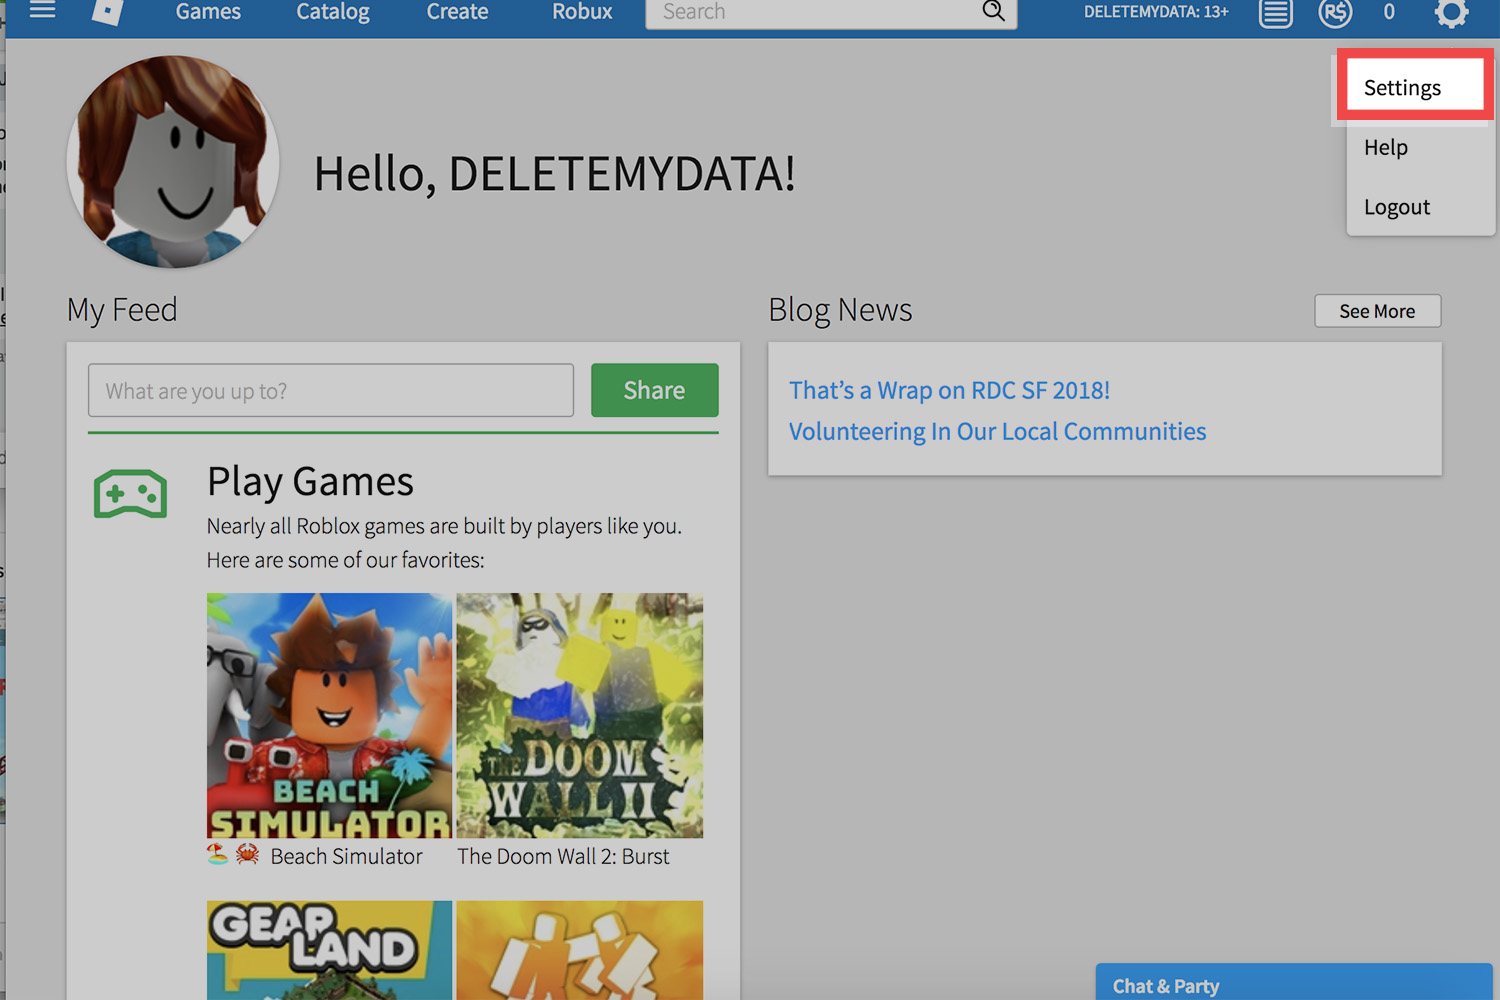 Games
Catalog
Create
Robux
Search
DELETEMYDATA: 13+
R$
0
Settings
Help
Logout
Hello, DELETEMYDATA!
My Feed
Blog News
See More
What are you up to?
Share
That's a Wrap on RDC SF 2018!
Volunteering In Our Local Communities
Play Games
Nearly all Roblox games are built by players like you.
Here are some of our favorites:
BEACH
SIMULATOR
THE DOOM
WALL II
Beach Simulator
The Doom Wall 2: Burst
GEAR
LAND
Chat & Party